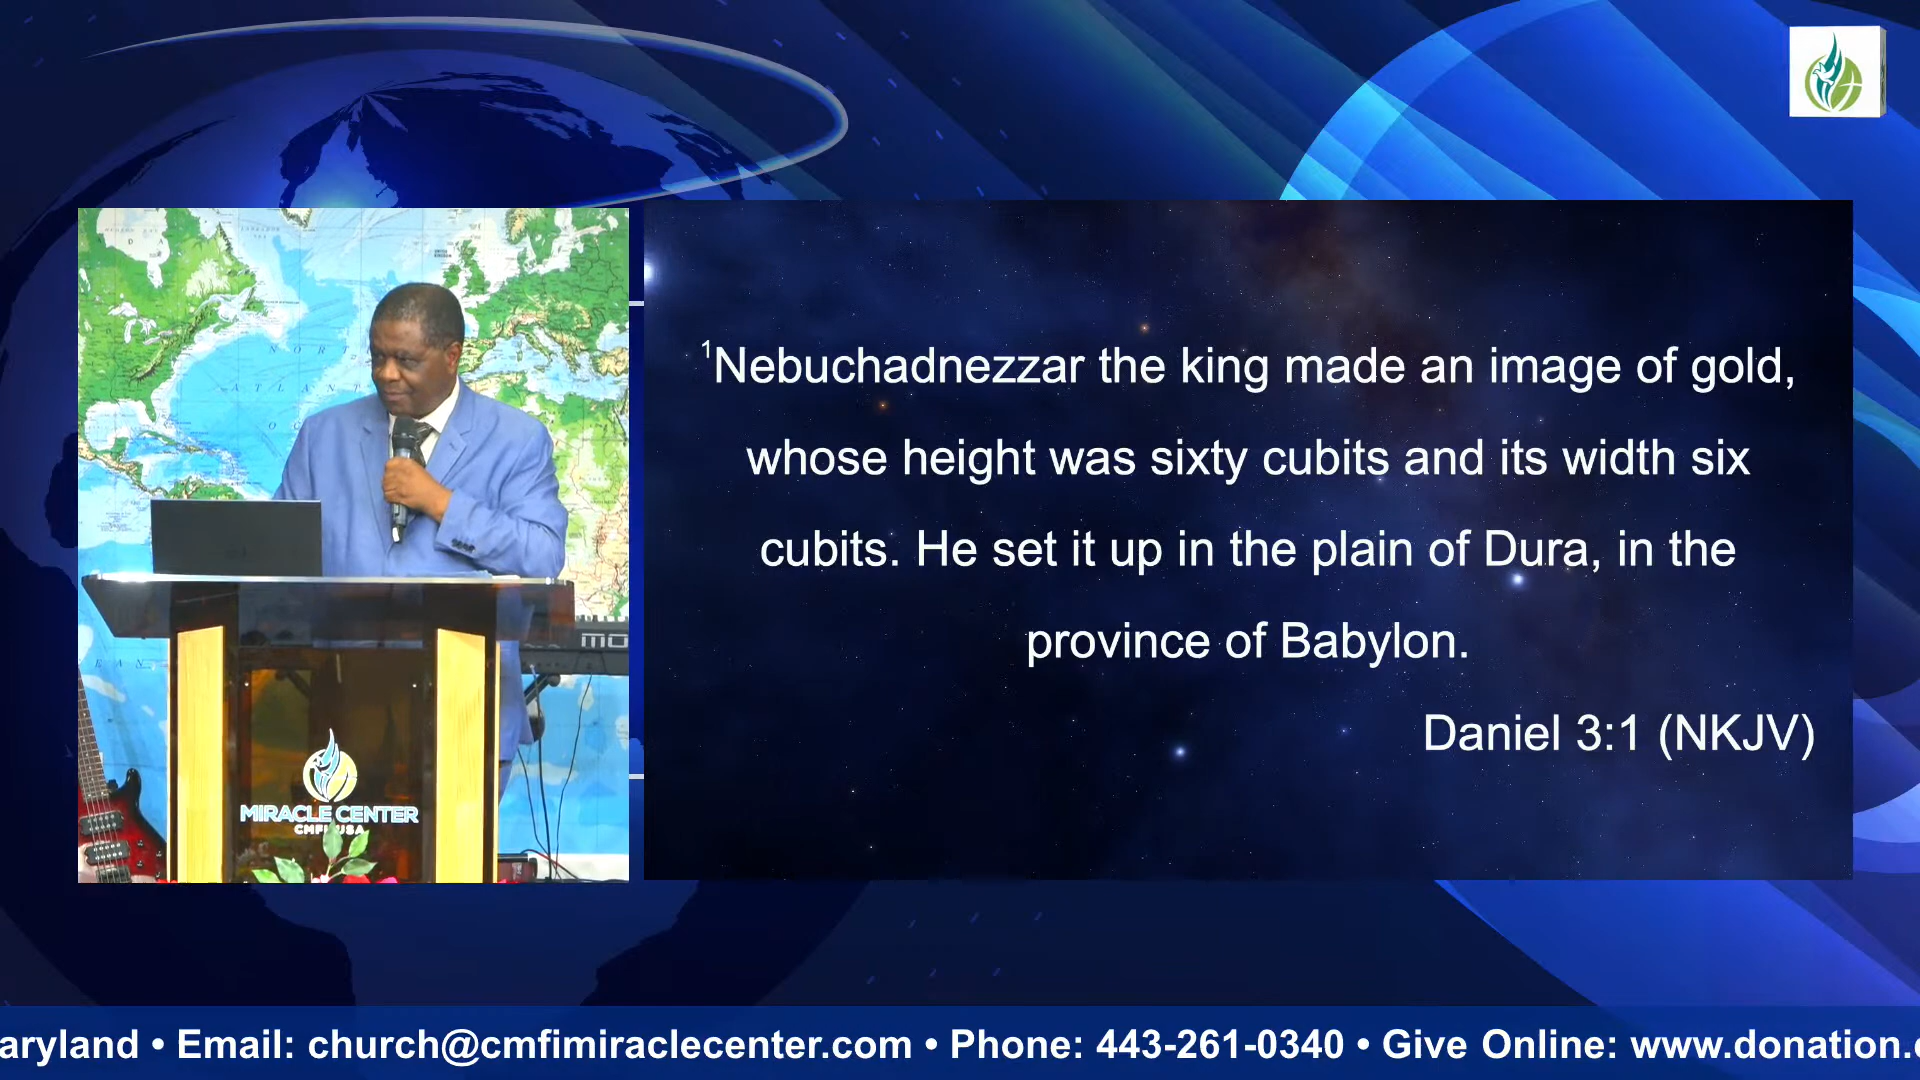 ¹Nebuchadnezzar the king made an image of gold,
whose height was sixty cubits and its width six
cubits. He set it up in the plain of Dura, in the
province of Babylon.
Daniel 3:1 (NKJV)
MIRACLE CENTER
CMFI USA
aryland • Email: church@cmfimiraclecenter.com • Phone: 443-261-0340 • Give Online: www.donation.